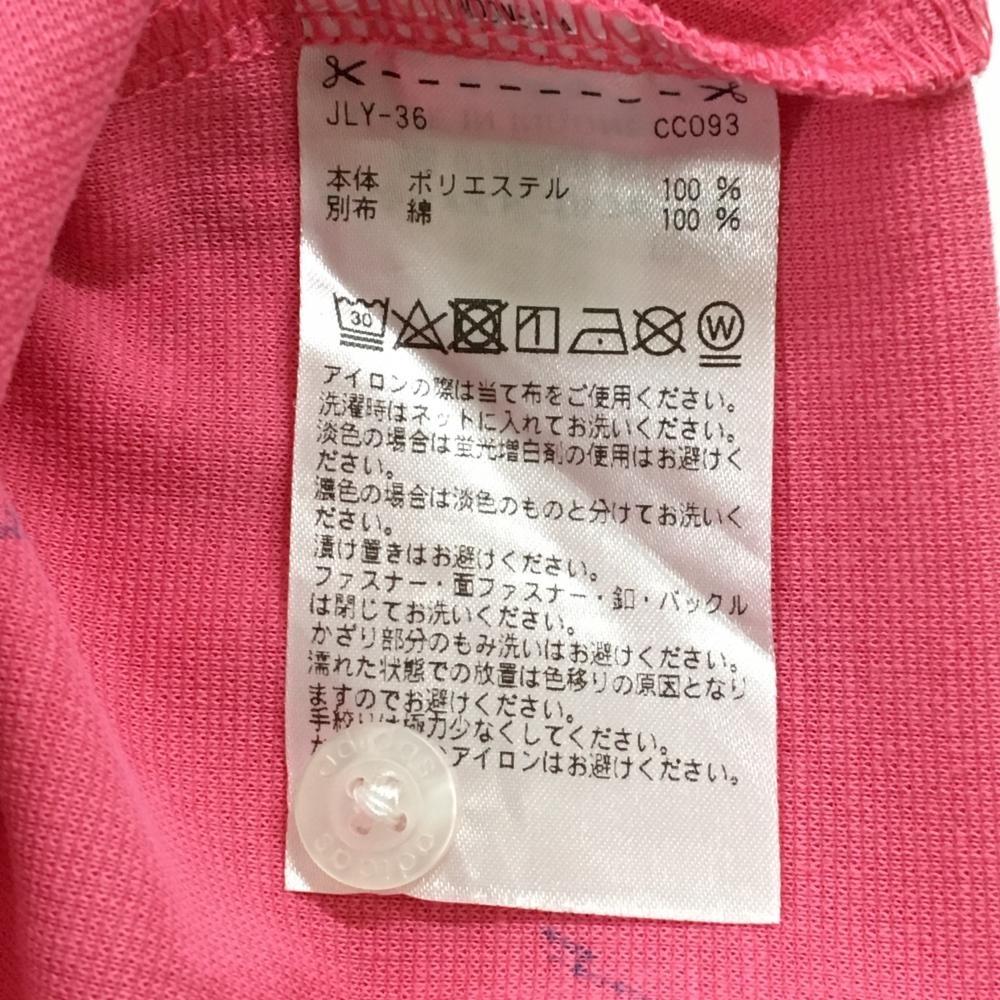 JLY-36 CC093
本体 ポリエステル 100 %
別布 綿 100 %
30 W
アイロンの際は当て布をご使用ください。
洗濯時はネットに入れてお洗いください。
淡色の場合は蛍光増白剤の使用はお避けく
ださい。
濃色の場合は淡色のものと分けてお洗いく
ださい。
漬け置きはお避けください。
ファスナー・面ファスナー・釦・バックル
は閉じてお洗いください。
かざり部分のもみ洗いはお避けください。
濡れた状態での放置は色移りの原因となり
ますのでお避けください。
手絞りは極力少なくしてください。
アイロンはお避けください。
adidas
adidas